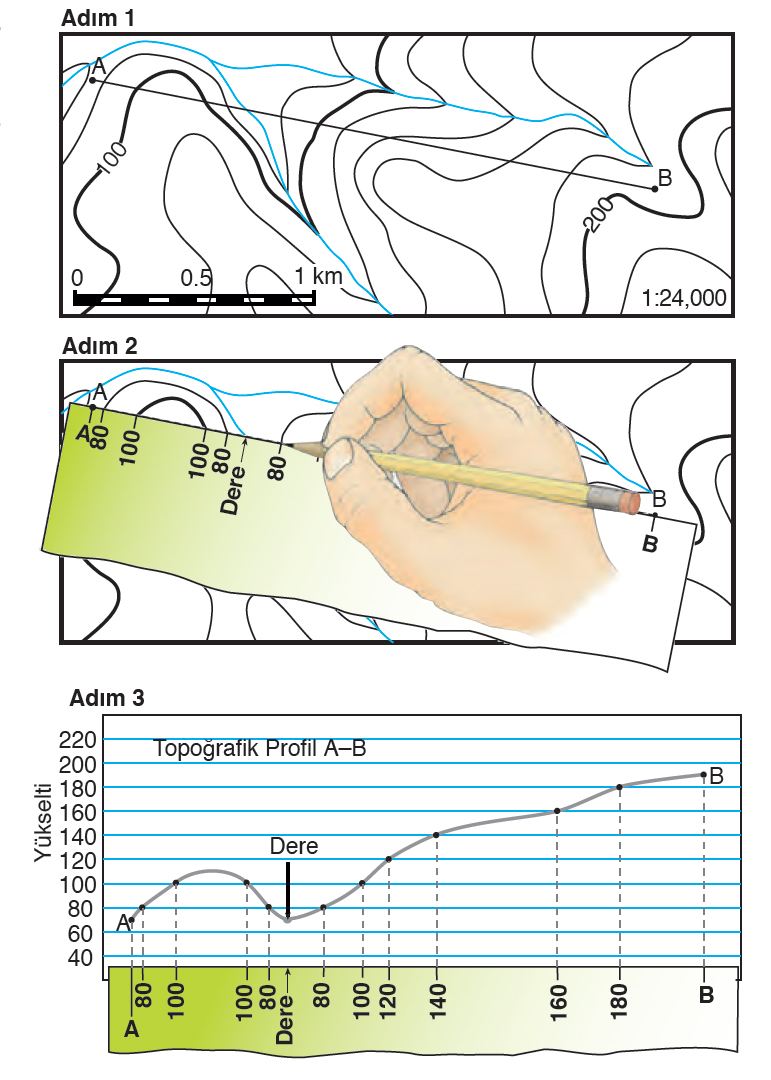 Adım 1
A
B
100
200
0 0.5 1 km
1:24,000
Adım 2
A
B
A 80 100 100 80 Dere 80
B
Adım 3
Topoğrafik Profil A–B
Yükselti
220
200
180
160
140
120
100
80
60
40
A
Dere
B
80 100 100 80 Dere 80 100 120 140 160 180 B
A